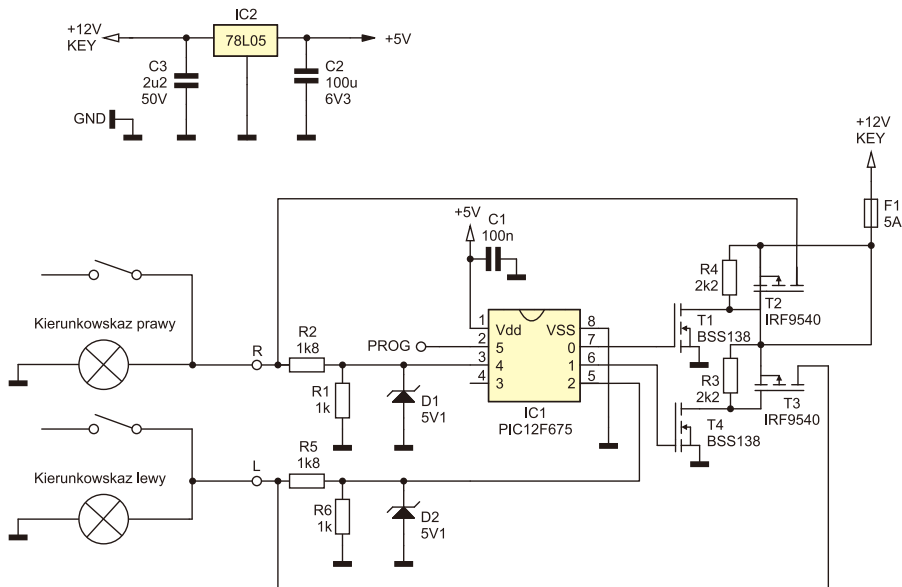 IC2
+12V
KEY
78L05
+5V
C3
2u2
50V
C2
100u
6V3
GND
+12V
KEY
F1
5A
+5V
C1
100n
R4
2k2
T2
IRF9540
Kierunkowskaz prawy
R
R2
1k8
PROG
1
2
3
4
Vdd
5
4
3
VSS
0
1
2
8
7
6
5
T1
BSS138
R1
1k
D1
5V1
IC1
PIC12F675
R3
2k2
T3
IRF9540
T4
BSS138
Kierunkowskaz lewy
L
R5
1k8
R6
1k
D2
5V1